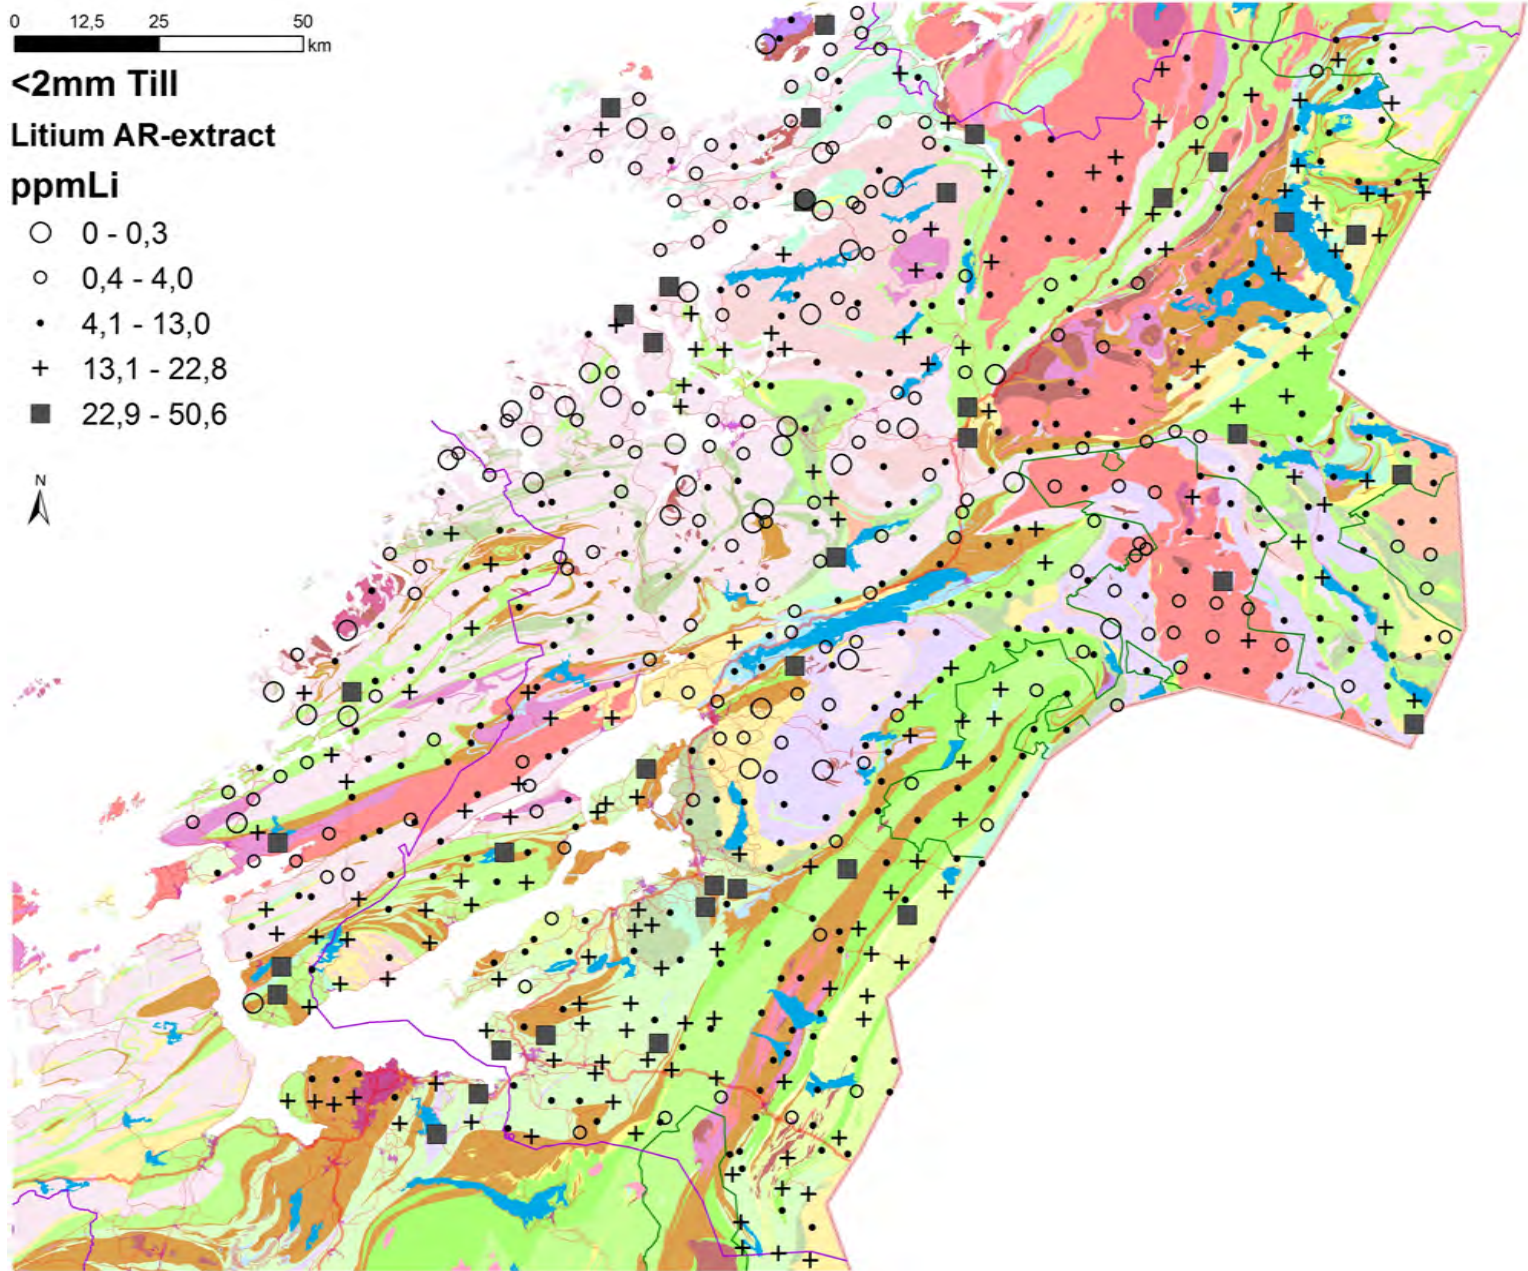 0 12,5 25 50
km
<2mm Till
Litium AR-extract
ppmLi
0 - 0,3
0,4 - 4,0
4,1 - 13,0
13,1 - 22,8
22,9 - 50,6
N